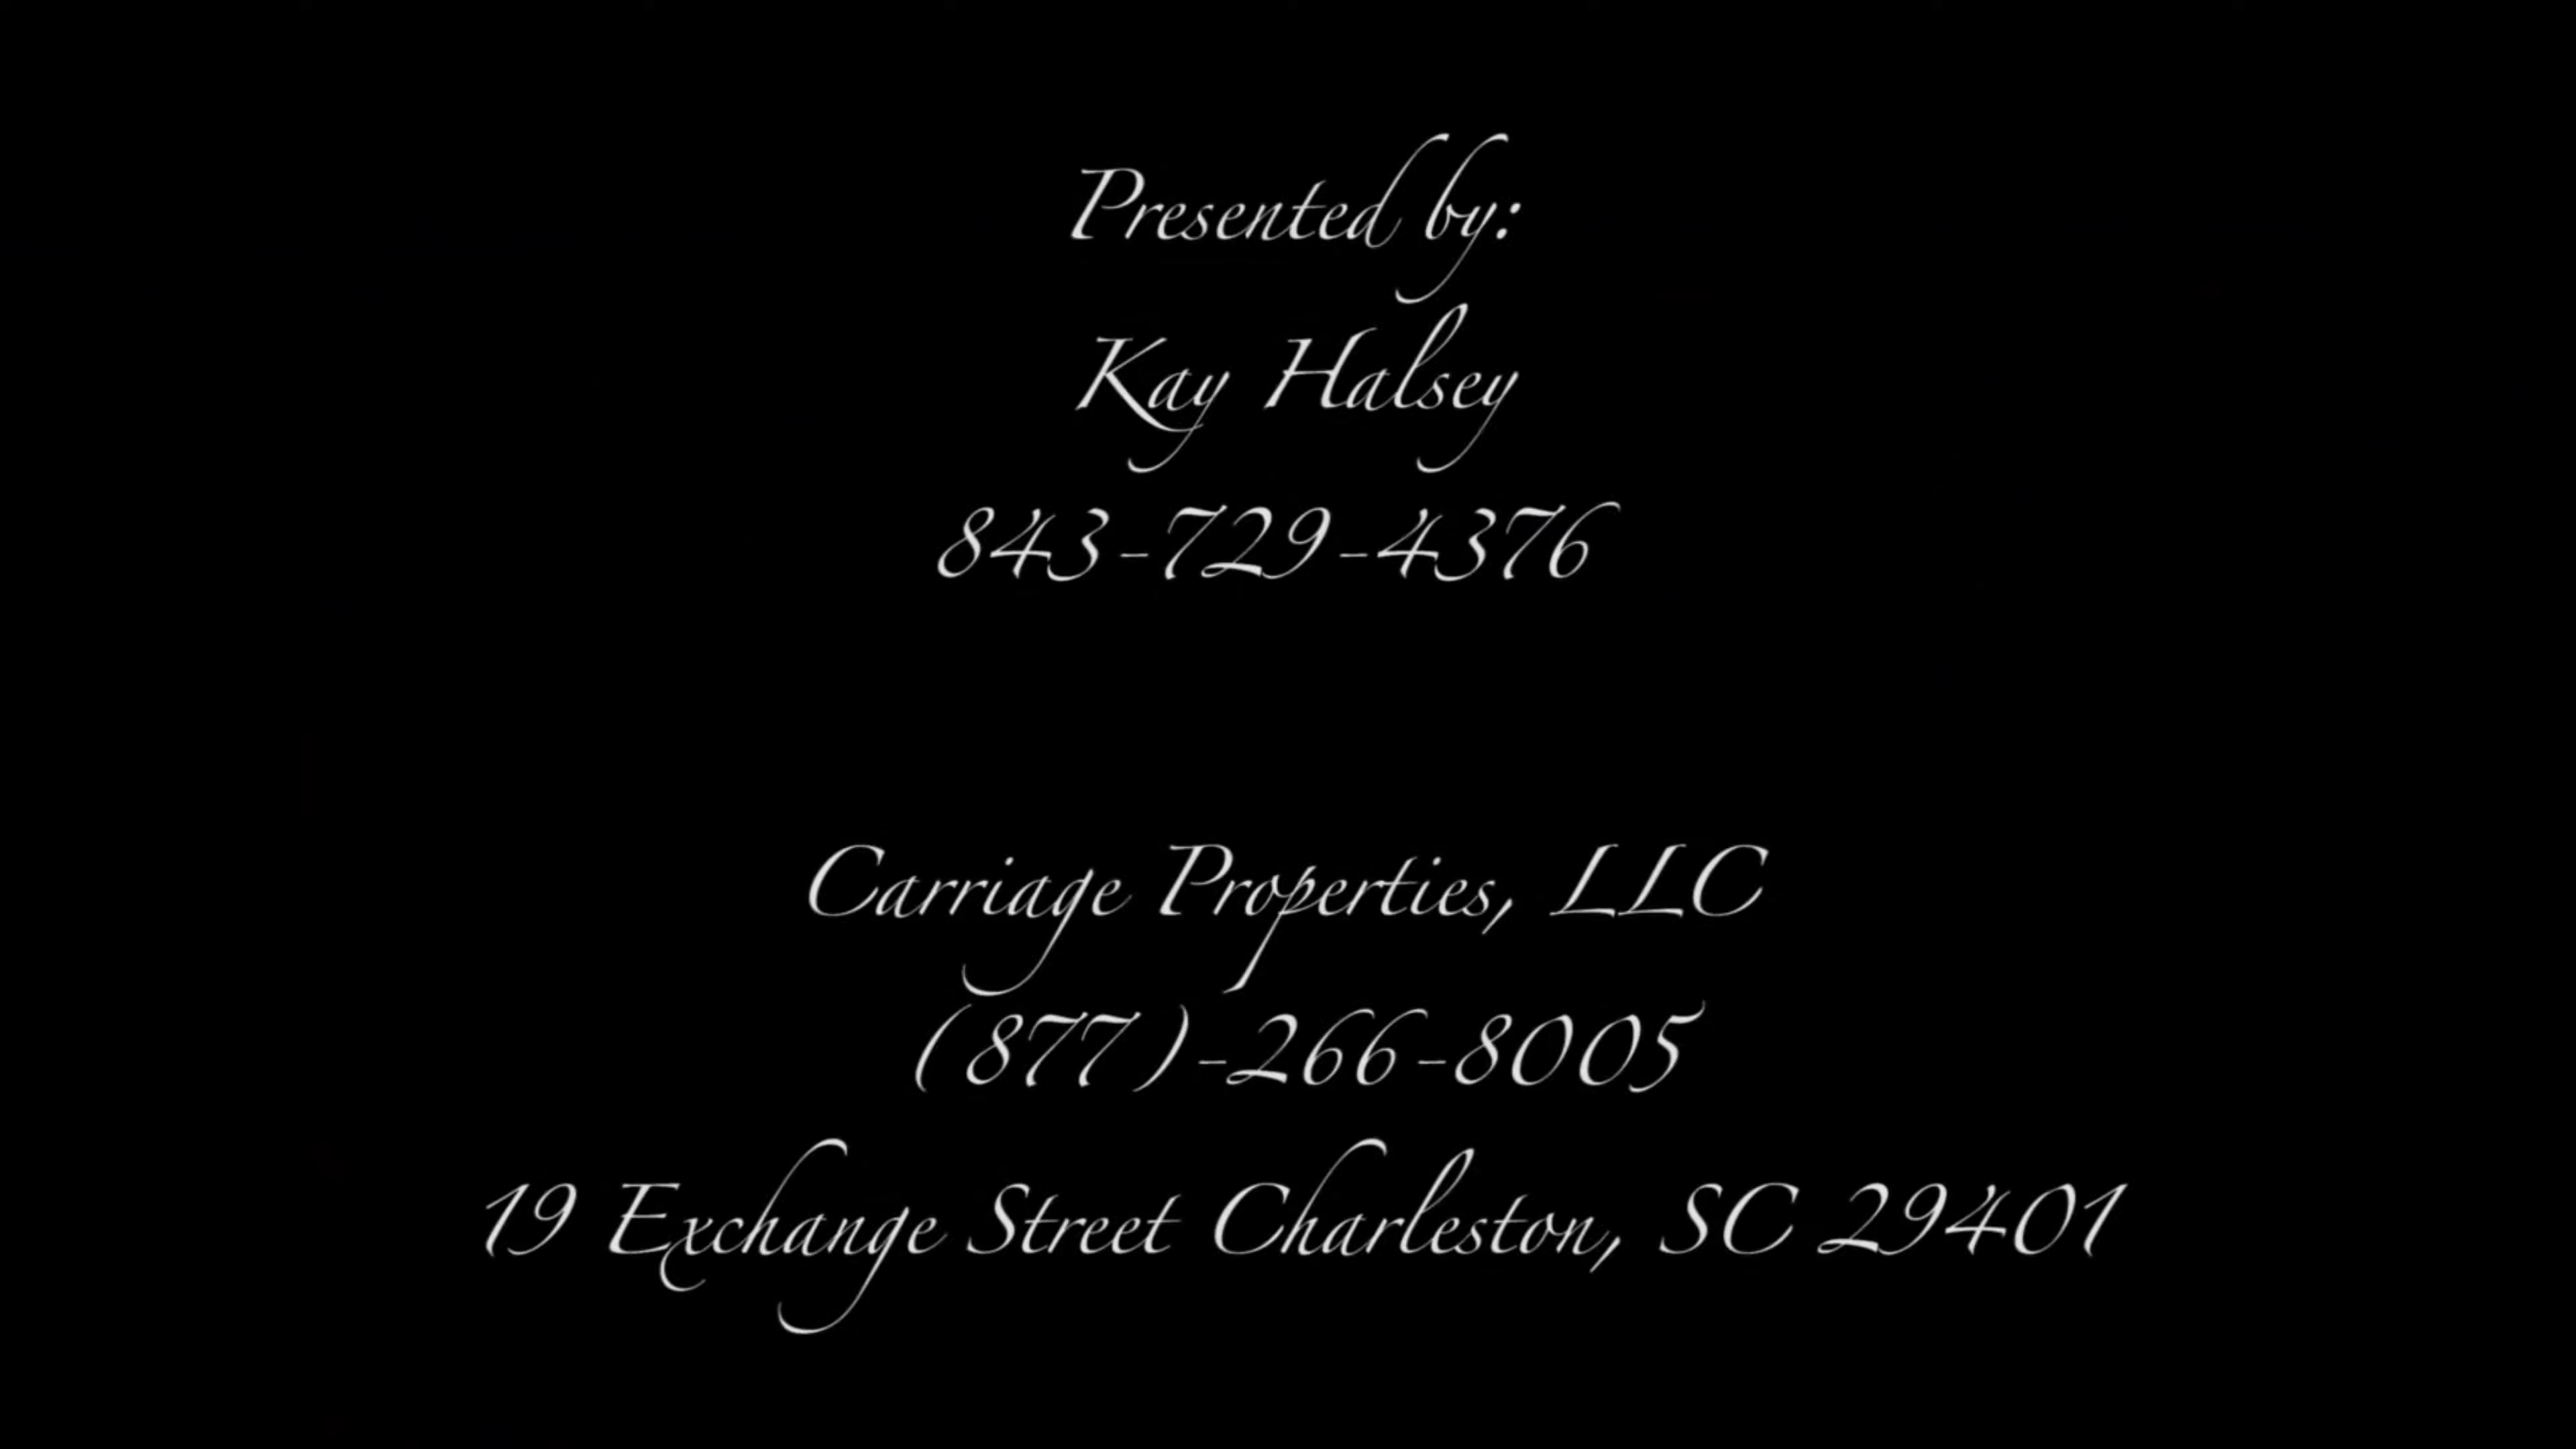 Presented by:
Kay Halsey
843-729-4376
Carriage Properties, LLC
(877)-266-8005
19 Exchange Street Charleston, SC 29401